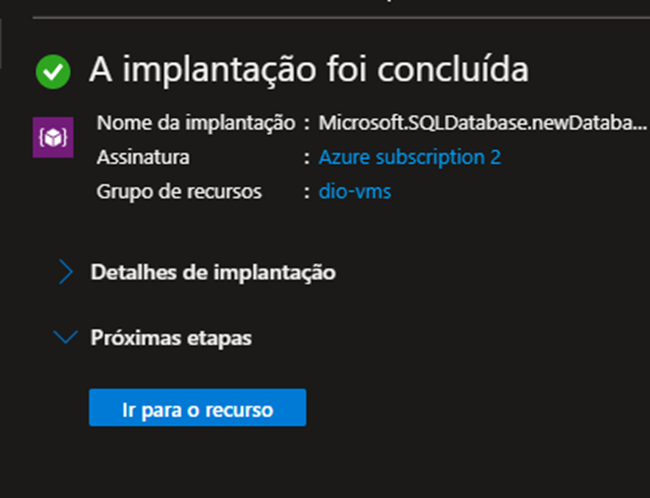 A implantação foi concluída
Nome da implantação : Microsoft.SQLDatabase.newDataba...
Assinatura : Azure subscription 2
Grupo de recursos : dio-vms
Detalhes de implantação
Próximas etapas
Ir para o recurso